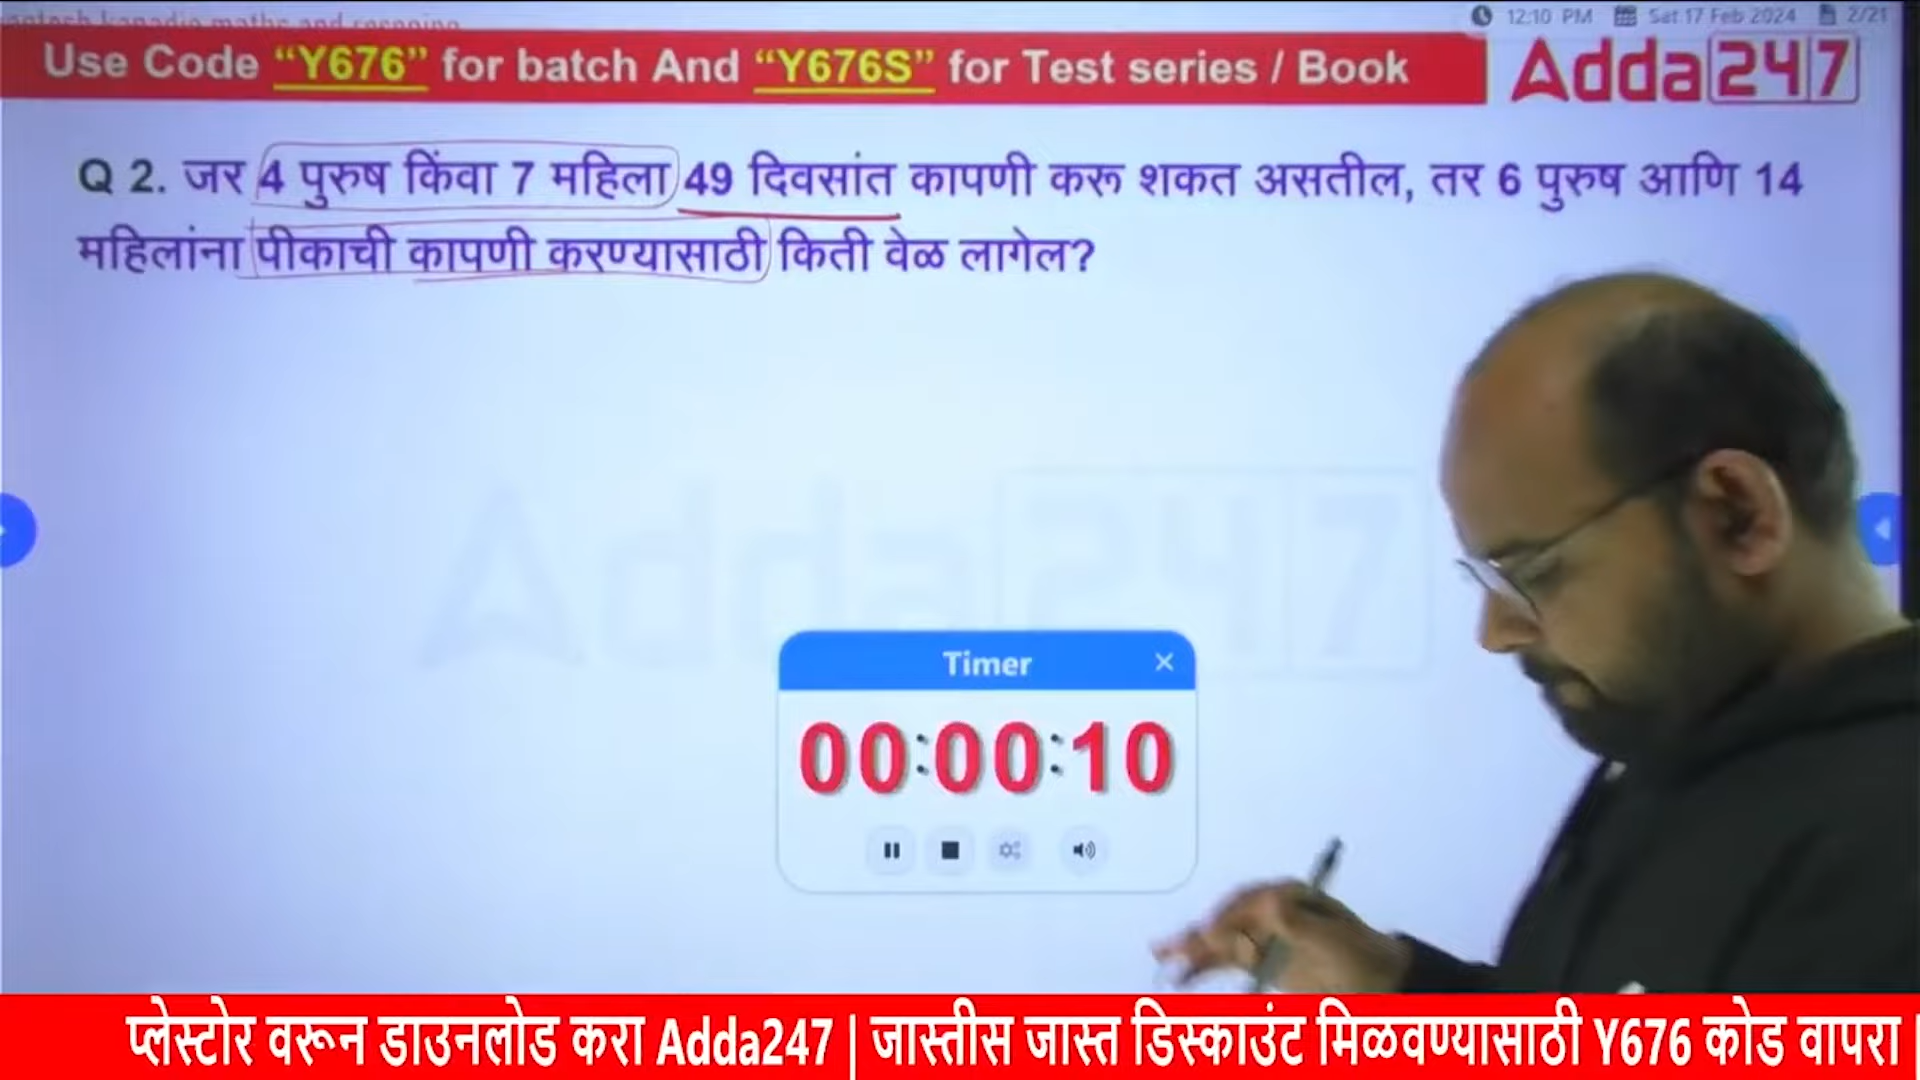 12:10 PM Sat 17 Feb 2024 2/21
Use Code “Y676” for batch And “Y676S” for Test series / Book
Adda247
Q 2. जर 4 पुरुष किंवा 7 महिला 49 दिवसांत कापणी करू शकत असतील, तर 6 पुरुष आणि 14
महिलांना पीकाची कापणी करण्यासाठी किती वेळ लागेल?
Adda247
Timer
00:00:10
प्लेस्टोर वरून डाउनलोड करा Adda247 | जास्तीस जास्त डिस्काउंट मिळवण्यासाठी Y676 कोड वापरा |